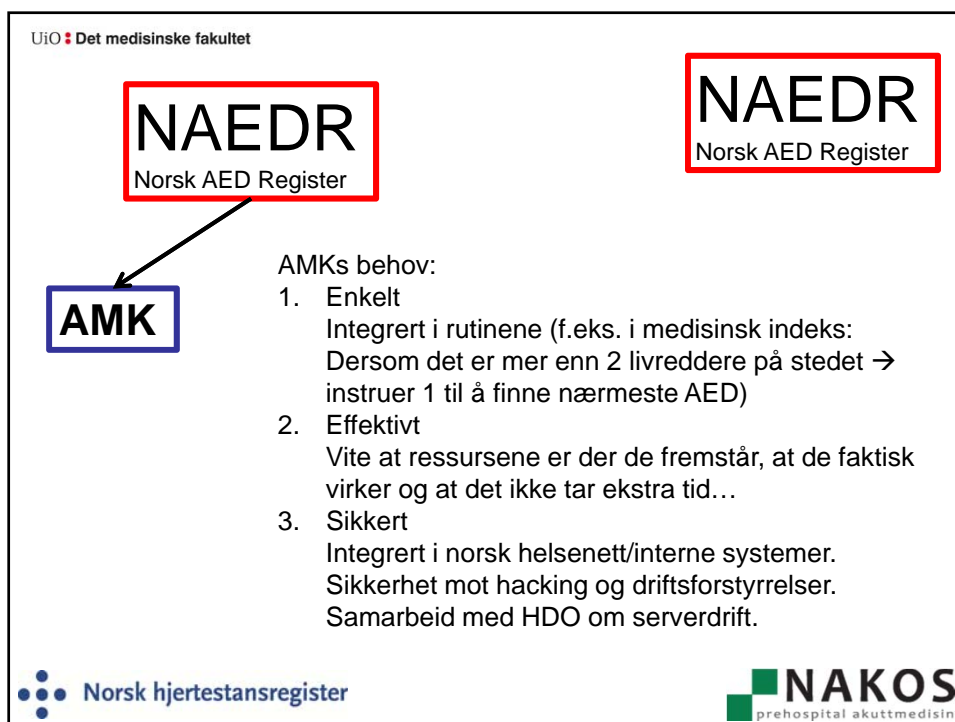 UiO Det medisinske fakultet
NAEDR
Norsk AED Register
NAEDR
Norsk AED Register
AMK
AMKs behov:
1. Enkelt
Integrert i rutinene (f.eks. i medisinsk indeks:
Dersom det er mer enn 2 livreddere på stedet →
instruer 1 til å finne nærmeste AED)
2. Effektivt
Vite at ressursene er der de fremstår, at de faktisk
virker og at det ikke tar ekstra tid…
3. Sikkert
Integrert i norsk helsenett/interne systemer.
Sikkerhet mot hacking og driftsforstyrrelser.
Samarbeid med HDO om serverdrift.
Norsk hjertestansregister
NAKOS
prehospital akuttmedisin